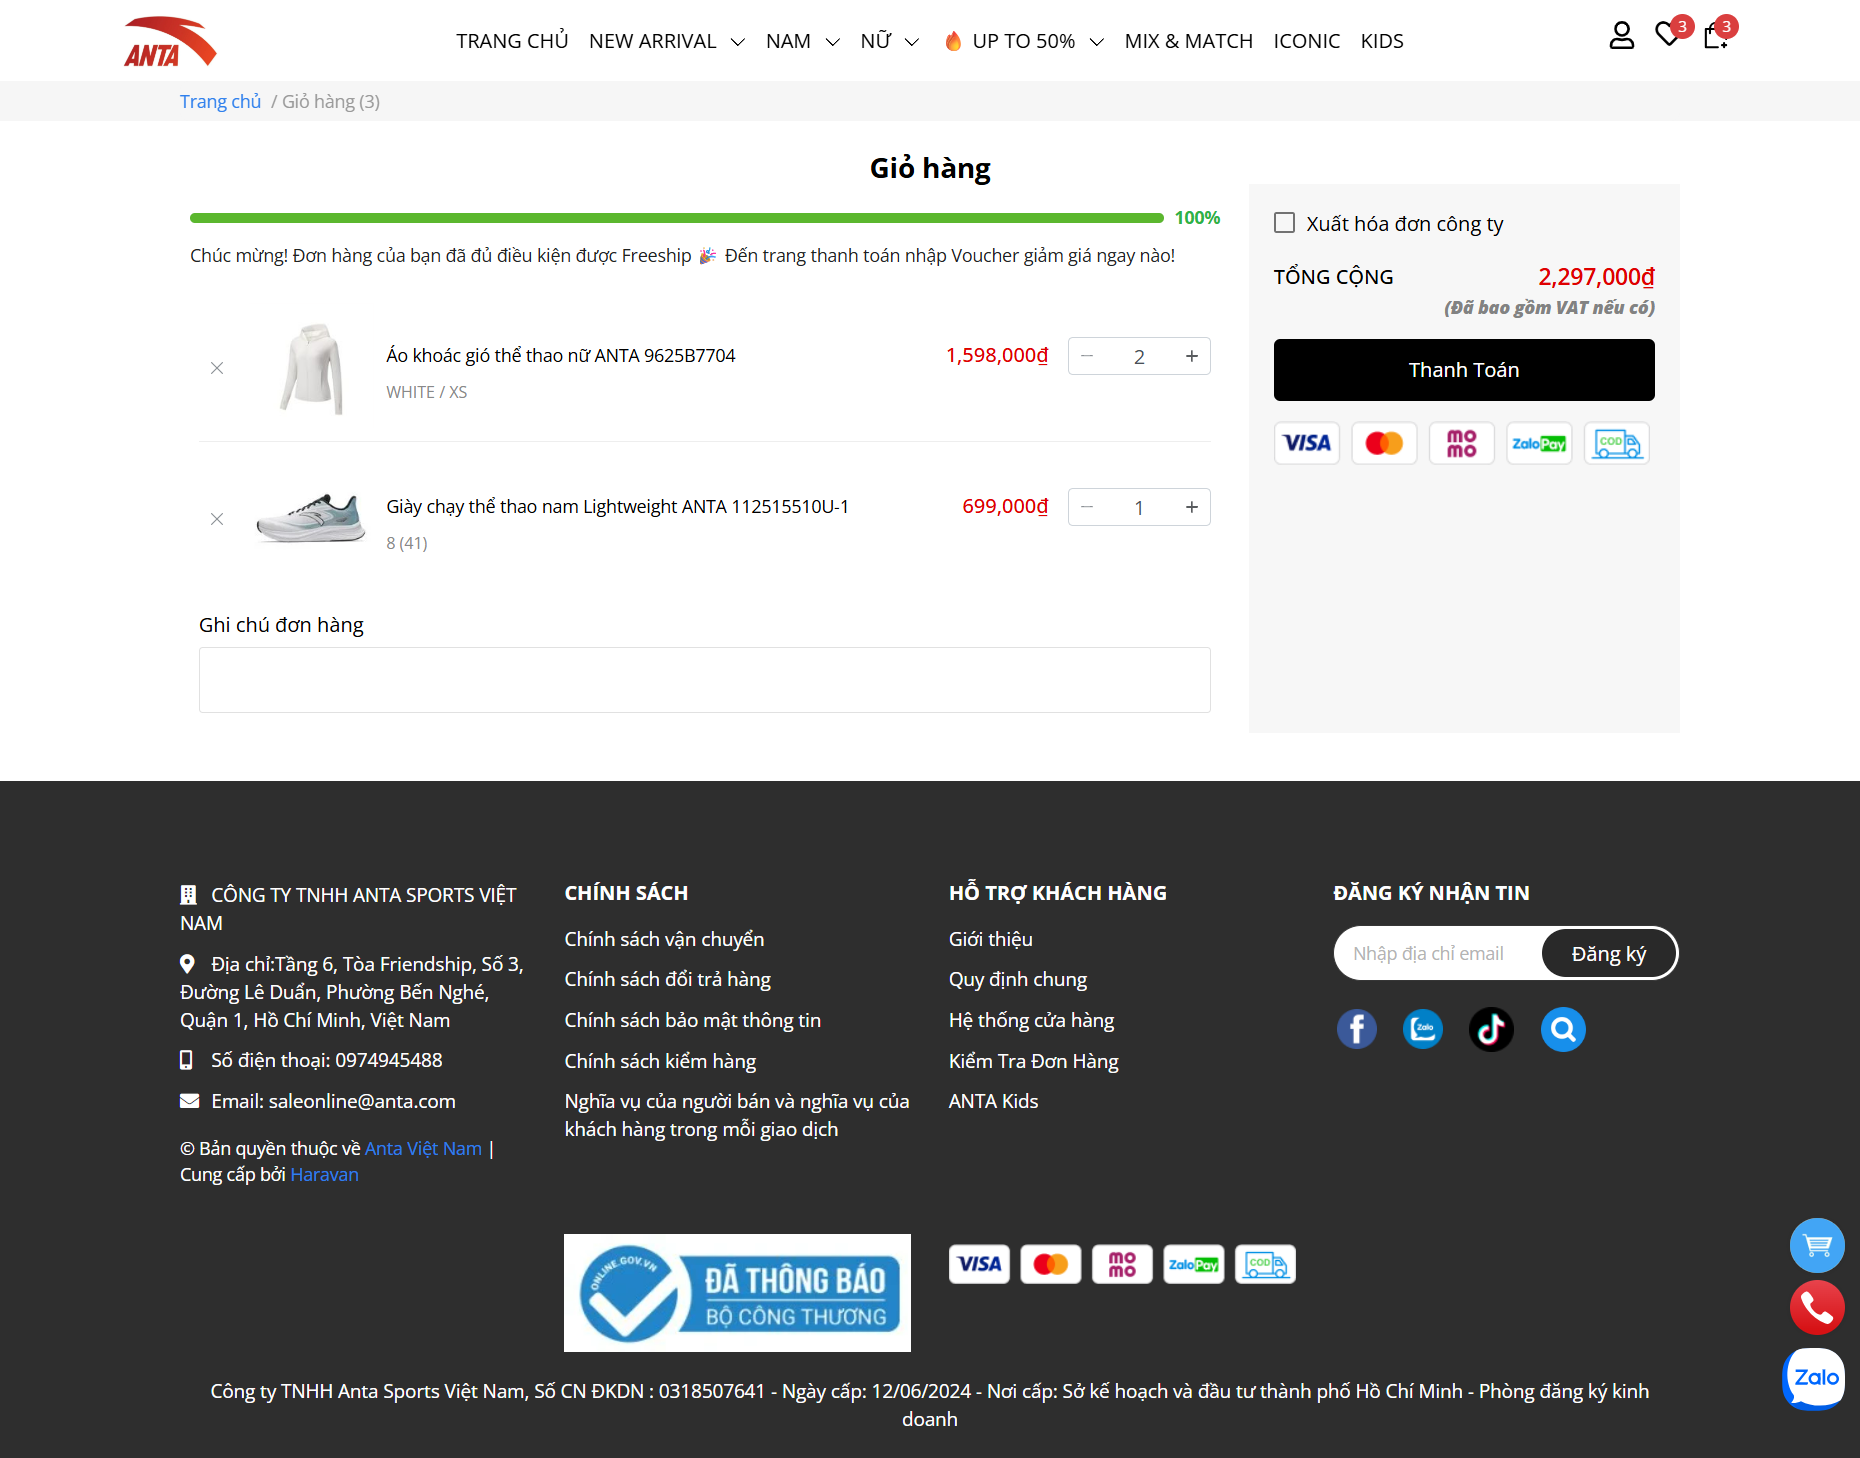 ANTA
TRANG CHỦ NEW ARRIVAL NAM NỮ UP TO 50% MIX & MATCH ICONIC KIDS
3 3
Trang chủ / Giỏ hàng (3)
Giỏ hàng
100%
Chúc mừng! Đơn hàng của bạn đã đủ điều kiện được Freeship 🎉 Đến trang thanh toán nhập Voucher giảm giá ngay nào!
Áo khoác gió thể thao nữ ANTA 9625B7704 1,598,000₫ 2
WHITE / XS
Giày chạy thể thao nam Lightweight ANTA 112515510U-1 699,000₫ 1
8 (41)
Ghi chú đơn hàng
Xuất hóa đơn công ty
TỔNG CỘNG 2,297,000₫
(Đã bao gồm VAT nếu có)
Thanh Toán
VISA mo mo Zalo Pay COD
CÔNG TY TNHH ANTA SPORTS VIỆT
NAM
Địa chỉ:Tầng 6, Tòa Friendship, Số 3,
Đường Lê Duẩn, Phường Bến Nghé,
Quận 1, Hồ Chí Minh, Việt Nam
Số điện thoại: 0974945488
Email: saleonline@anta.com
© Bản quyền thuộc về Anta Việt Nam |
Cung cấp bởi Haravan
CHÍNH SÁCH
Chính sách vận chuyển
Chính sách đổi trả hàng
Chính sách bảo mật thông tin
Chính sách kiểm hàng
Nghĩa vụ của người bán và nghĩa vụ của
khách hàng trong mỗi giao dịch
HỖ TRỢ KHÁCH HÀNG
Giới thiệu
Quy định chung
Hệ thống cửa hàng
Kiểm Tra Đơn Hàng
ANTA Kids
ĐĂNG KÝ NHẬN TIN
Nhập địa chỉ email Đăng ký
Zalo
ONLINE.GOV.VN
ĐÃ THÔNG BÁO
BỘ CÔNG THƯƠNG
VISA mo mo Zalo Pay COD
Zalo
Công ty TNHH Anta Sports Việt Nam, Số CN ĐKDN : 0318507641 - Ngày cấp: 12/06/2024 - Nơi cấp: Sở kế hoạch và đầu tư thành phố Hồ Chí Minh - Phòng đăng ký kinh
doanh